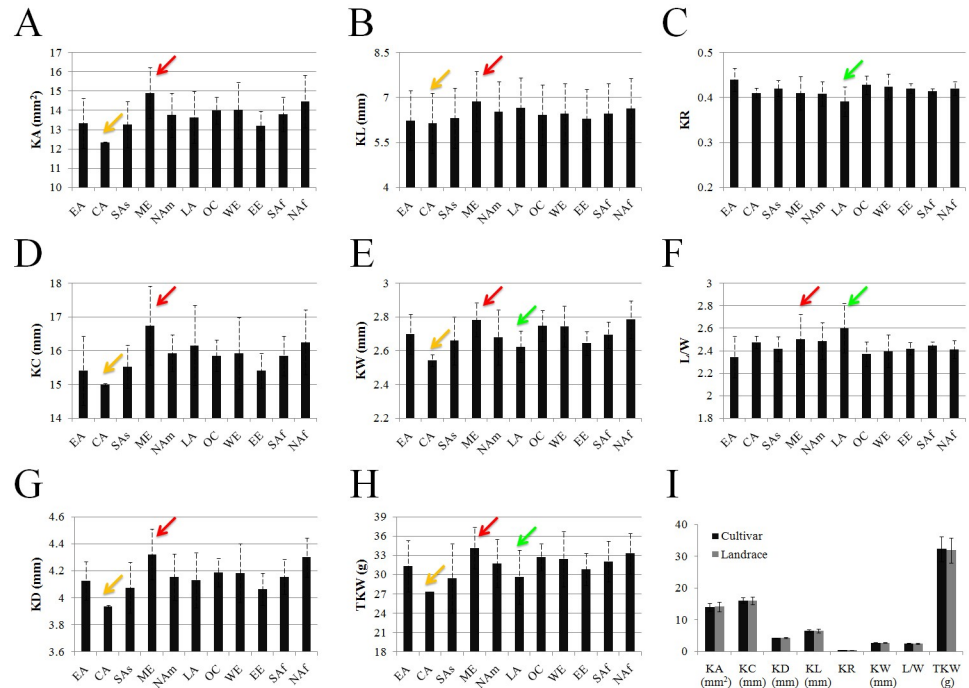 A
KA (mm²)
17
16
15
14
13
12
11
10
EA CA SAs ME NAm LA OC WE EE SAf NAf
B
KL (mm)
8.5
7
5.5
4
EA CA SAs ME NAm LA OC WE EE SAf NAf
C
KR
0.5
0.4
0.3
0.2
EA CA SAs ME NAm LA OC WE EE SAf NAf
D
KC (mm)
18
17
16
15
14
EA CA SAs ME NAm LA OC WE EE SAf NAf
E
KW (mm)
3
2.8
2.6
2.4
2.2
EA CA SAs ME NAm LA OC WE EE SAf NAf
F
L/W
3
2.8
2.6
2.4
2.2
2
1.8
EA CA SAs ME NAm LA OC WE EE SAf NAf
G
KD (mm)
4.6
4.4
4.2
4
3.8
3.6
EA CA SAs ME NAm LA OC WE EE SAf NAf
H
TKW (g)
39
36
33
30
27
24
21
18
EA CA SAs ME NAm LA OC WE EE SAf NAf
I
40
30
20
10
0
Cultivar
Landrace
KA KC KD KL KR KW L/W TKW
(mm²) (mm) (mm) (mm) (mm) (g)